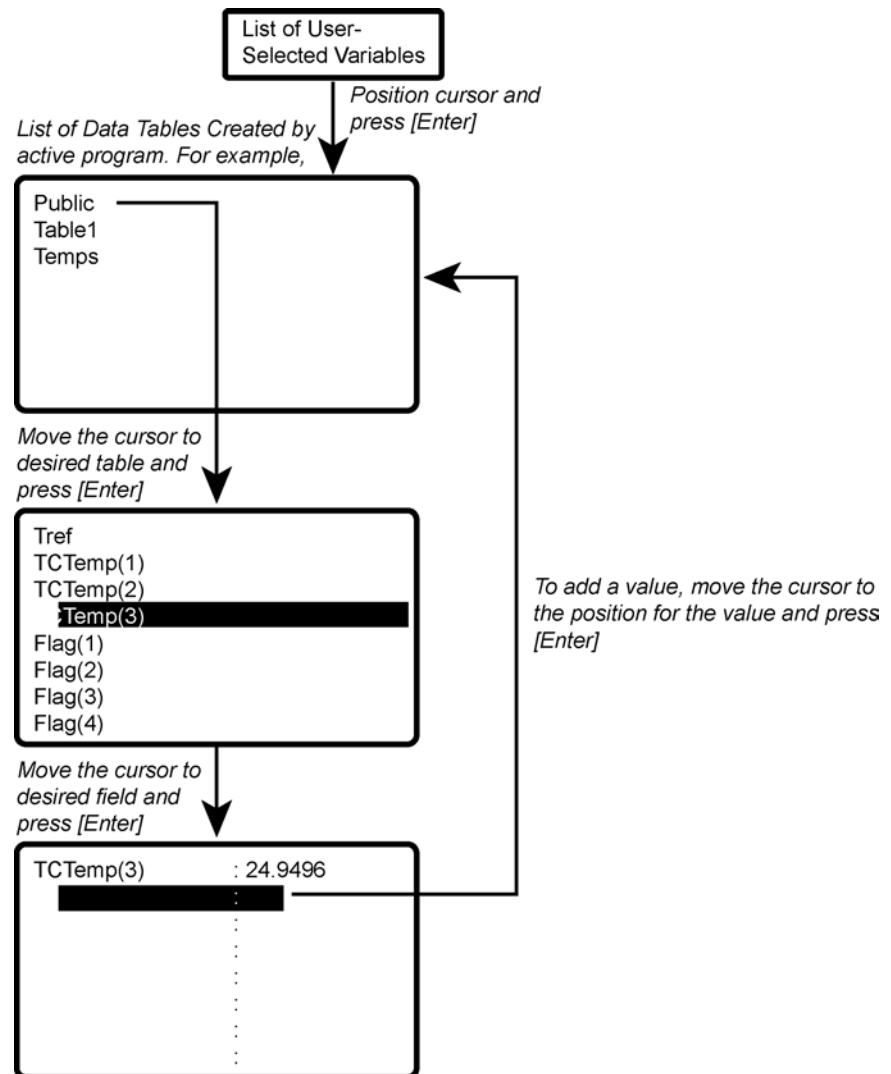 List of User-
Selected Variables
Position cursor and
press [Enter]
List of Data Tables Created by
active program. For example,
Public
Table1
Temps
Move the cursor to
desired table and
press [Enter]
Tref
TCTemp(1)
TCTemp(2)
CTemp(3)
Flag(1)
Flag(2)
Flag(3)
Flag(4)
To add a value, move the cursor to
the position for the value and press
[Enter]
Move the cursor to
desired field and
press [Enter]
TCTemp(3) : 24.9496
:
:
:
:
:
:
: